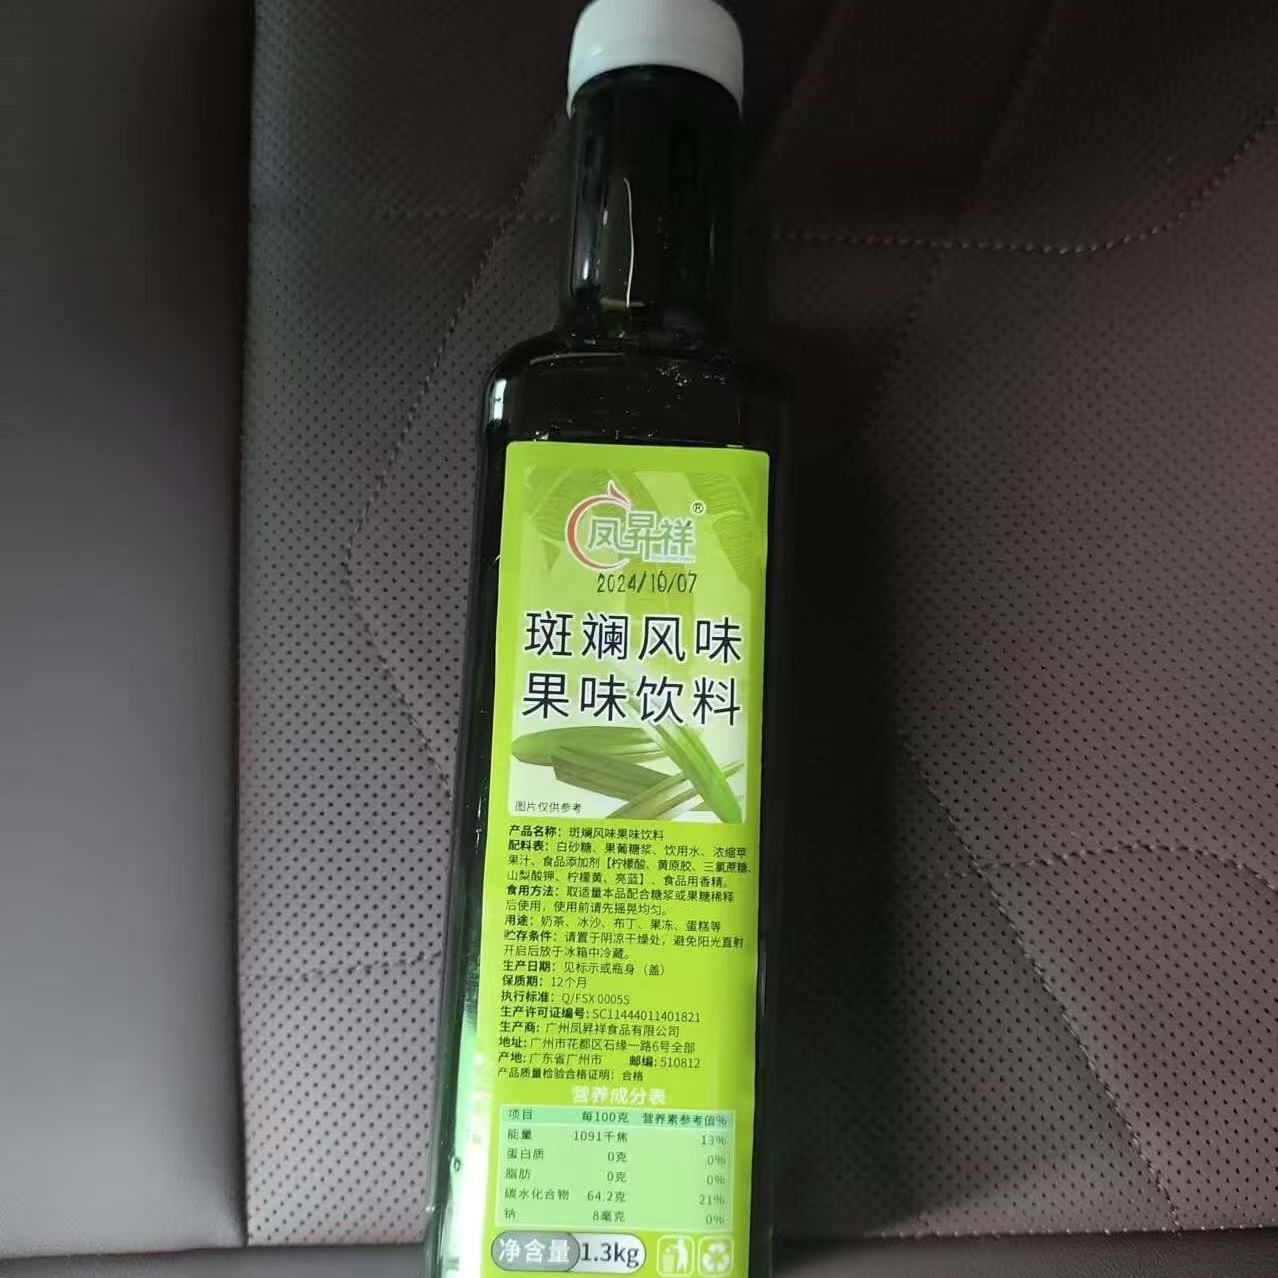 凤昇祥®
2024/10/07
斑斓风味
果味饮料
图片仅供参考
产品名称：斑斓风味果味饮料
配料表：白砂糖、果葡糖浆、饮用水、浓缩苹
果汁、食品添加剂【柠檬酸、黄原胶、三氯蔗糖、
山梨酸钾、柠檬黄、亮蓝】、食品用香精。
食用方法：取适量本品配合糖浆或果糖稀释
后使用，使用前请先摇晃均匀。
用途：奶茶、冰沙、布丁、果冻、蛋糕等
贮存条件：请置于阴凉干燥处，避免阳光直射
开启后放于冰箱中冷藏。
生产日期：见标示或瓶身（盖）
保质期：12个月
执行标准：Q/FSX 0005S
生产许可证编号：SC11444011401821
生产商：广州凤昇祥食品有限公司
地址：广州市花都区石缘一路6号全部
产地：广东省广州市 邮编：510812
产品质量检验合格证明：合格
营养成分表
项目 每100克 营养素参考值%
能量 1091千焦 13%
蛋白质 0克 0%
脂肪 0克 0%
碳水化合物 64.2克 21%
钠 8毫克 0%
净含量 1.3kg